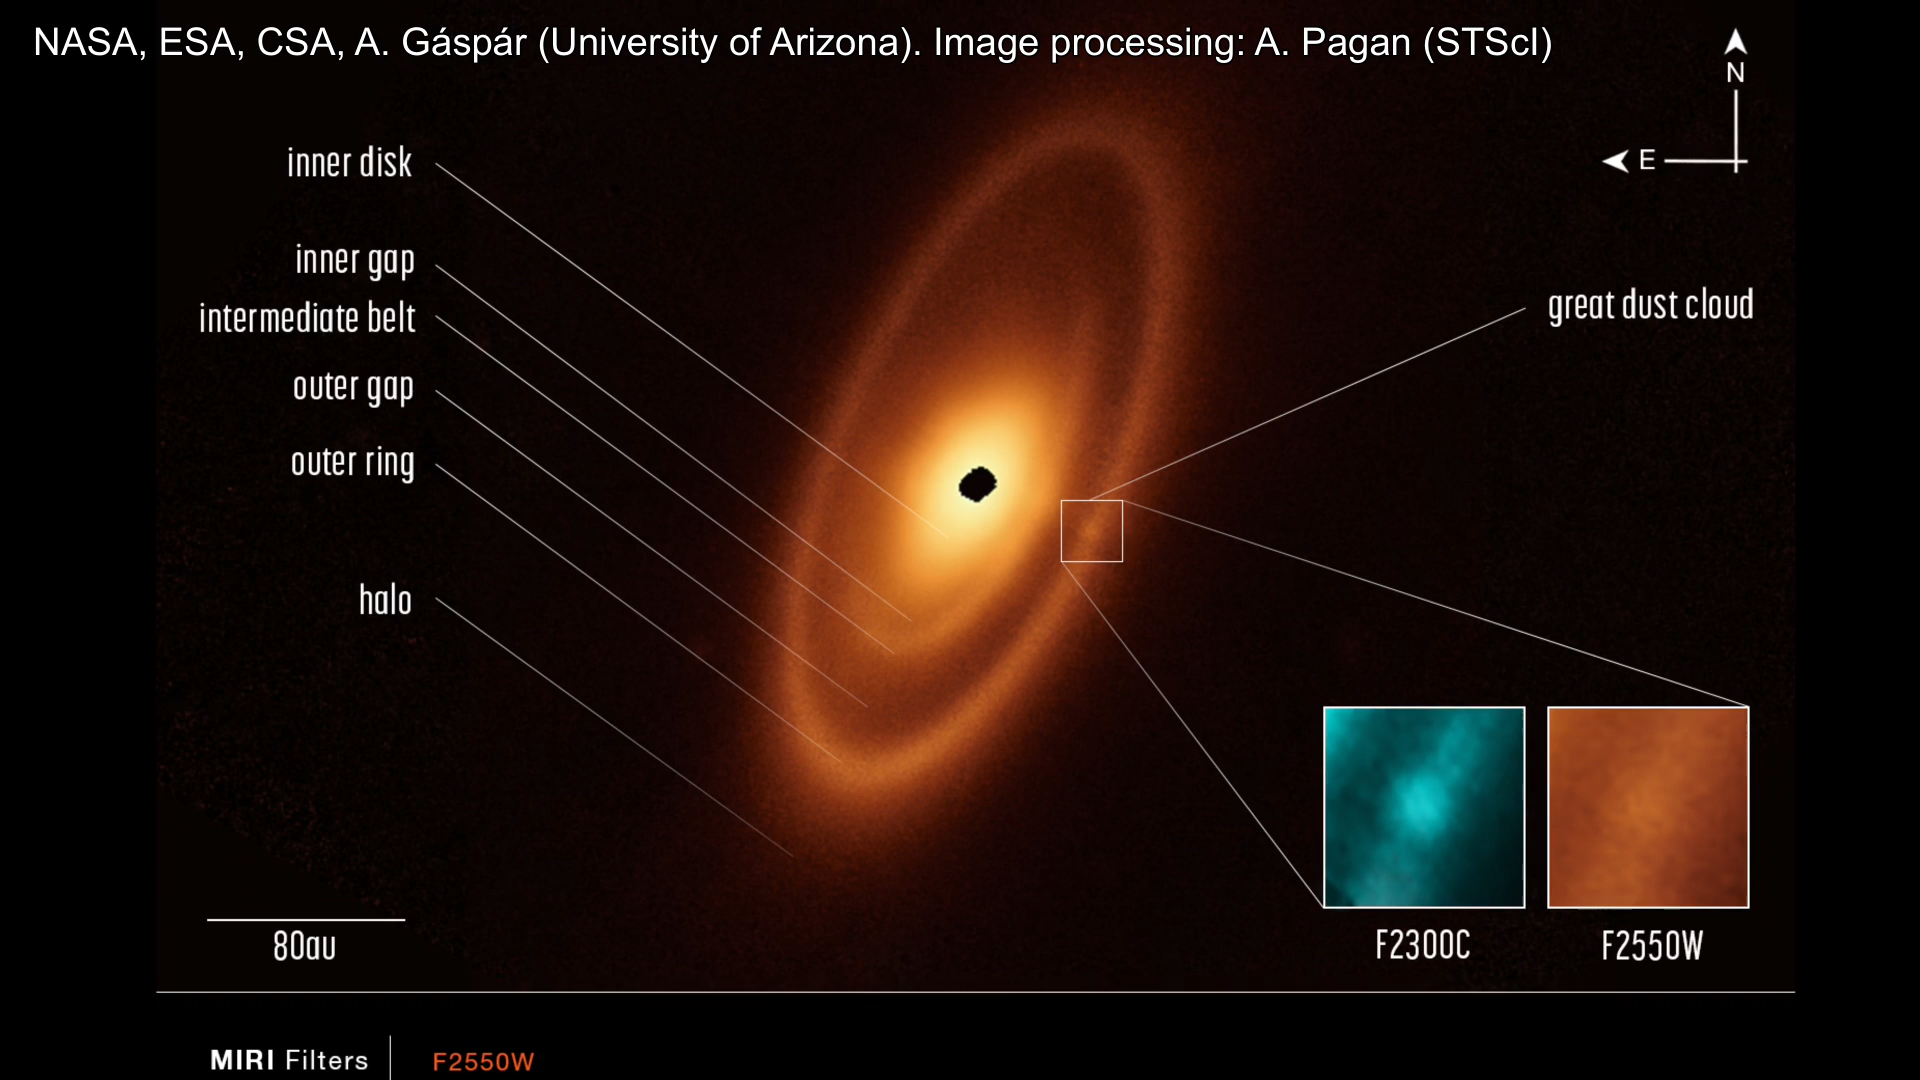 NASA, ESA, CSA, A. Gáspár (University of Arizona). Image processing: A. Pagan (STScI)
N
E
inner disk
inner gap
intermediate belt
outer gap
outer ring
halo
great dust cloud
80au
F2300C
F2550W
MIRI Filters
F2550W